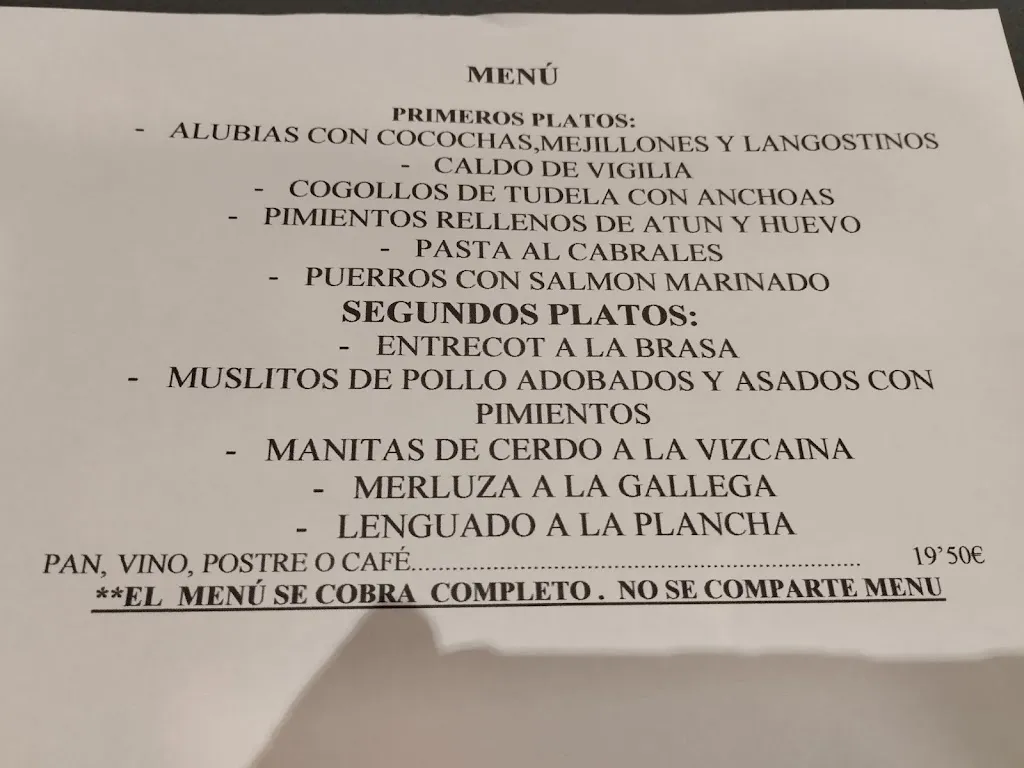 MENÚ
PRIMEROS PLATOS:
- ALUBIAS CON COCOCHAS,MEJILLONES Y LANGOSTINOS
- CALDO DE VIGILIA
- COGOLLOS DE TUDELA CON ANCHOAS
- PIMIENTOS RELLENOS DE ATUN Y HUEVO
- PASTA AL CABRALES
- PUERROS CON SALMON MARINADO
SEGUNDOS PLATOS:
- ENTRECOT A LA BRASA
- MUSLITOS DE POLLO ADOBADOS Y ASADOS CON
PIMIENTOS
- MANITAS DE CERDO A LA VIZCAINA
- MERLUZA A LA GALLEGA
- LENGUADO A LA PLANCHA
PAN, VINO, POSTRE O CAFÉ.................................................................. 19'50€
**EL MENÚ SE COBRA COMPLETO . NO SE COMPARTE MENU